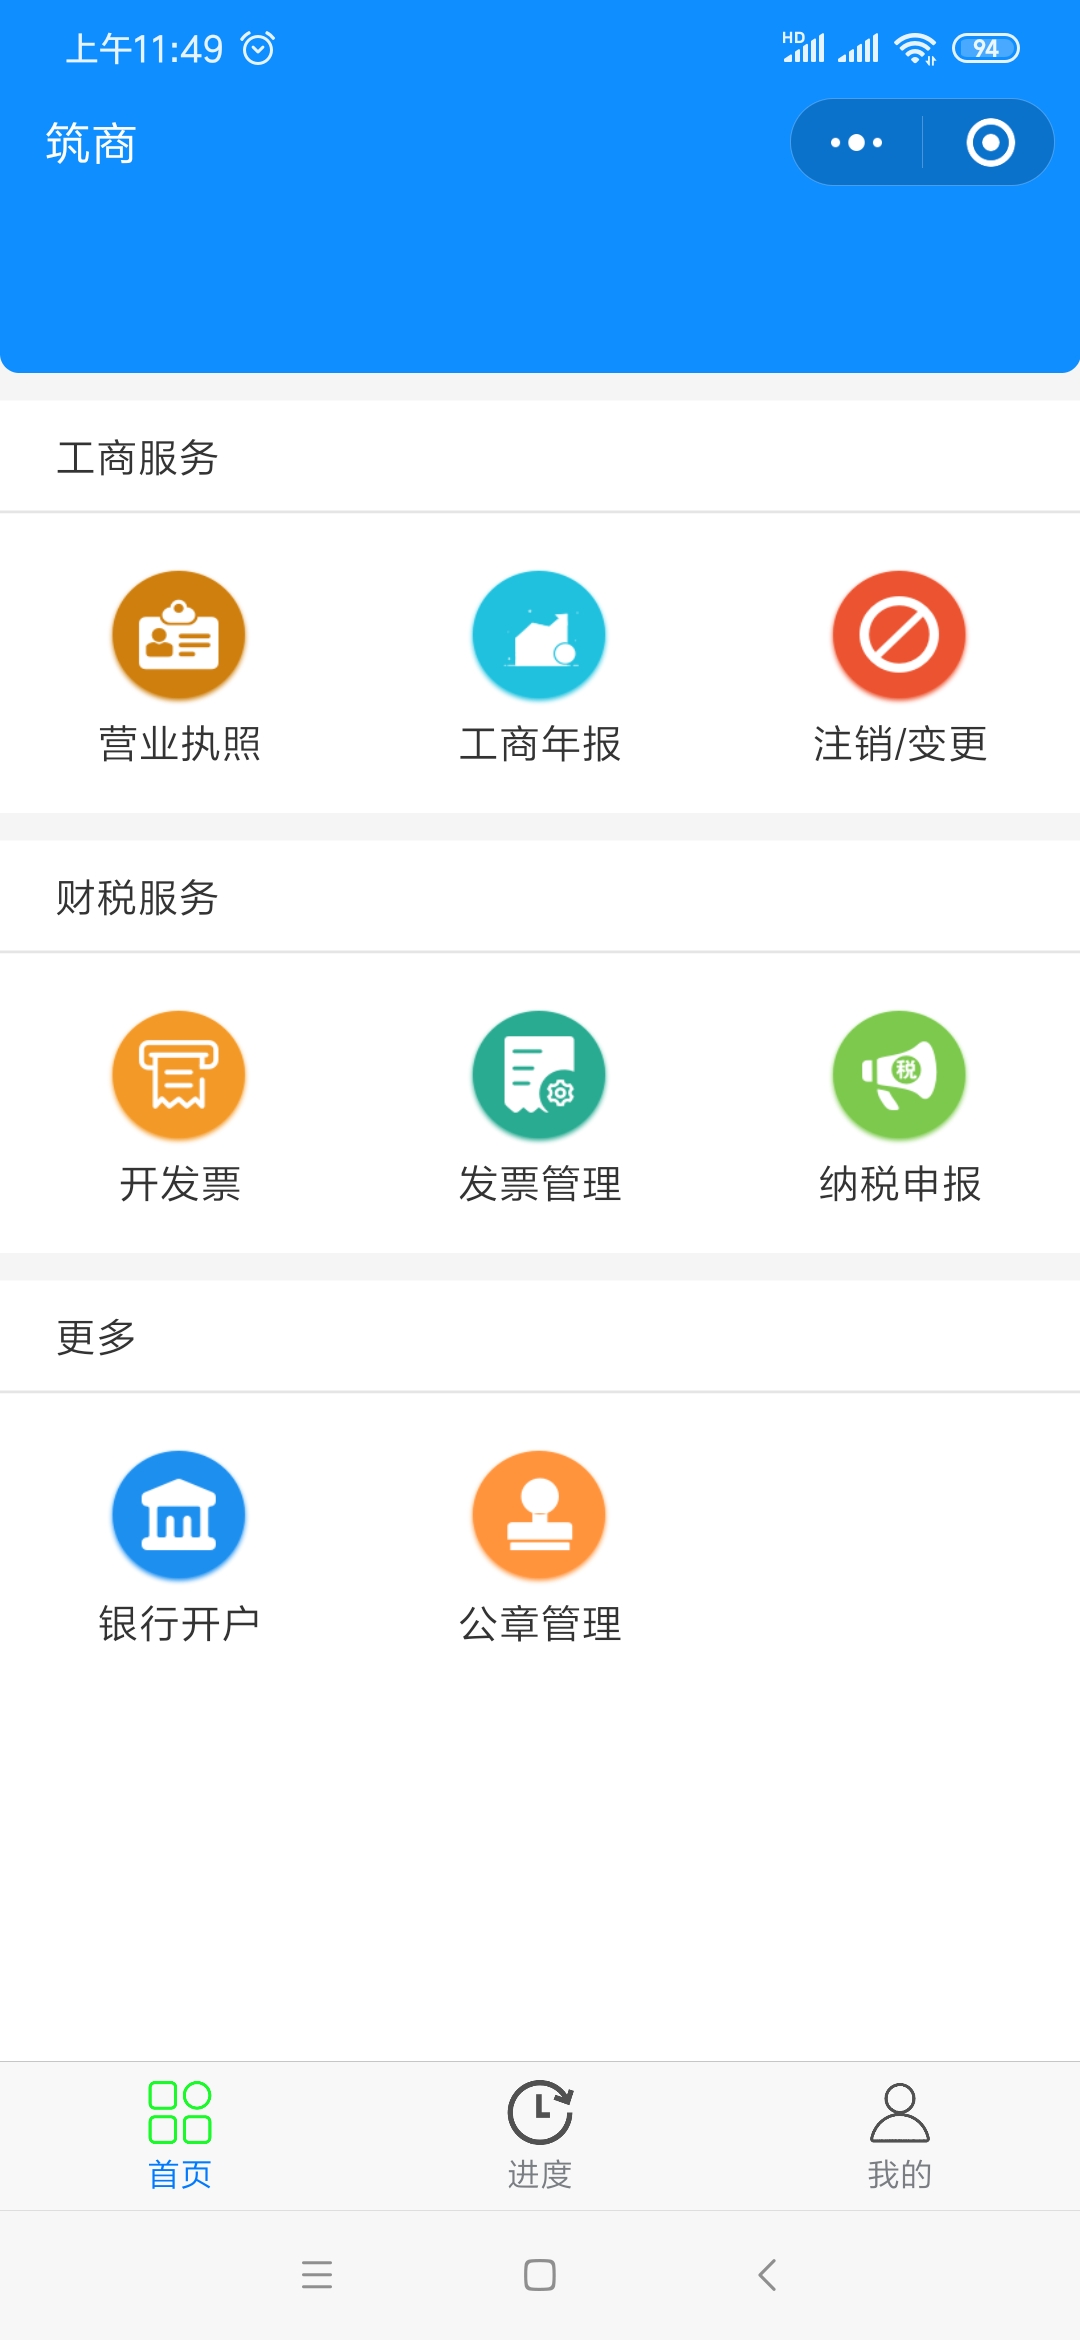 上午11:49
HD
94
筑商
工商服务
营业执照
工商年报
注销/变更
财税服务
税
开发票
发票管理
纳税申报
更多
银行开户
公章管理
首页
进度
我的